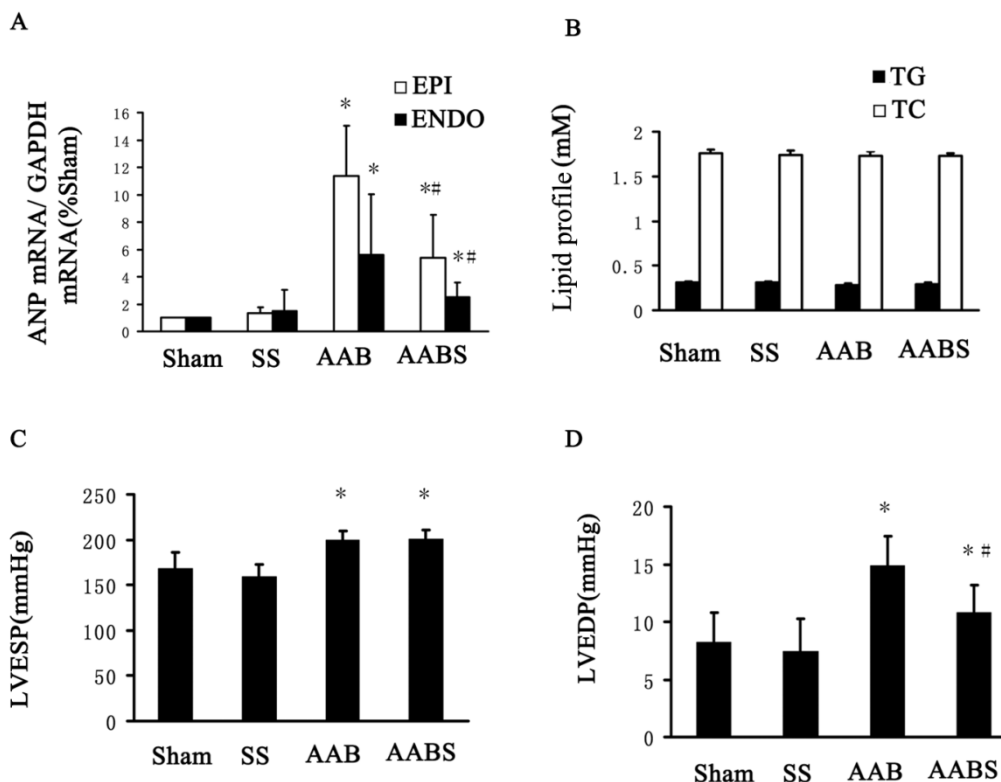 A
ANP mRNA/ GAPDH
mRNA(%Sham)
EPI
ENDO
16
14
12
10
8
6
4
2
0
*
*
*#
*#
Sham SS AAB AABS
B
Lipid profile (mM)
TG
TC
2
1.5
1
0.5
0
Sham SS AAB AABS
C
LVESP(mmHg)
250
200
150
100
50
0
* *
Sham SS AAB AABS
D
LVEDP(mmHg)
20
15
10
5
0
*
* #
Sham SS AAB AABS